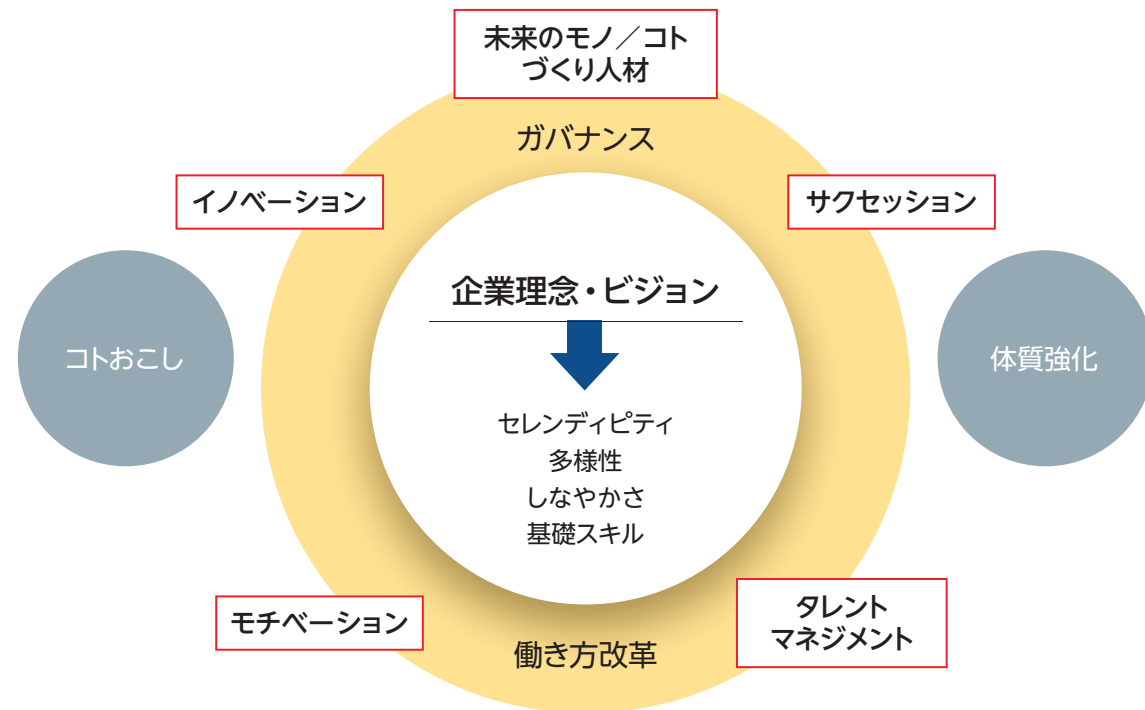 未来のモノ／コト
づくり人材
ガバナンス
イノベーション
サクセッション
企業理念・ビジョン
コトおこし
体質強化
セレンディピティ
多様性
しなやかさ
基礎スキル
モチベーション
タレント
マネジメント
働き方改革